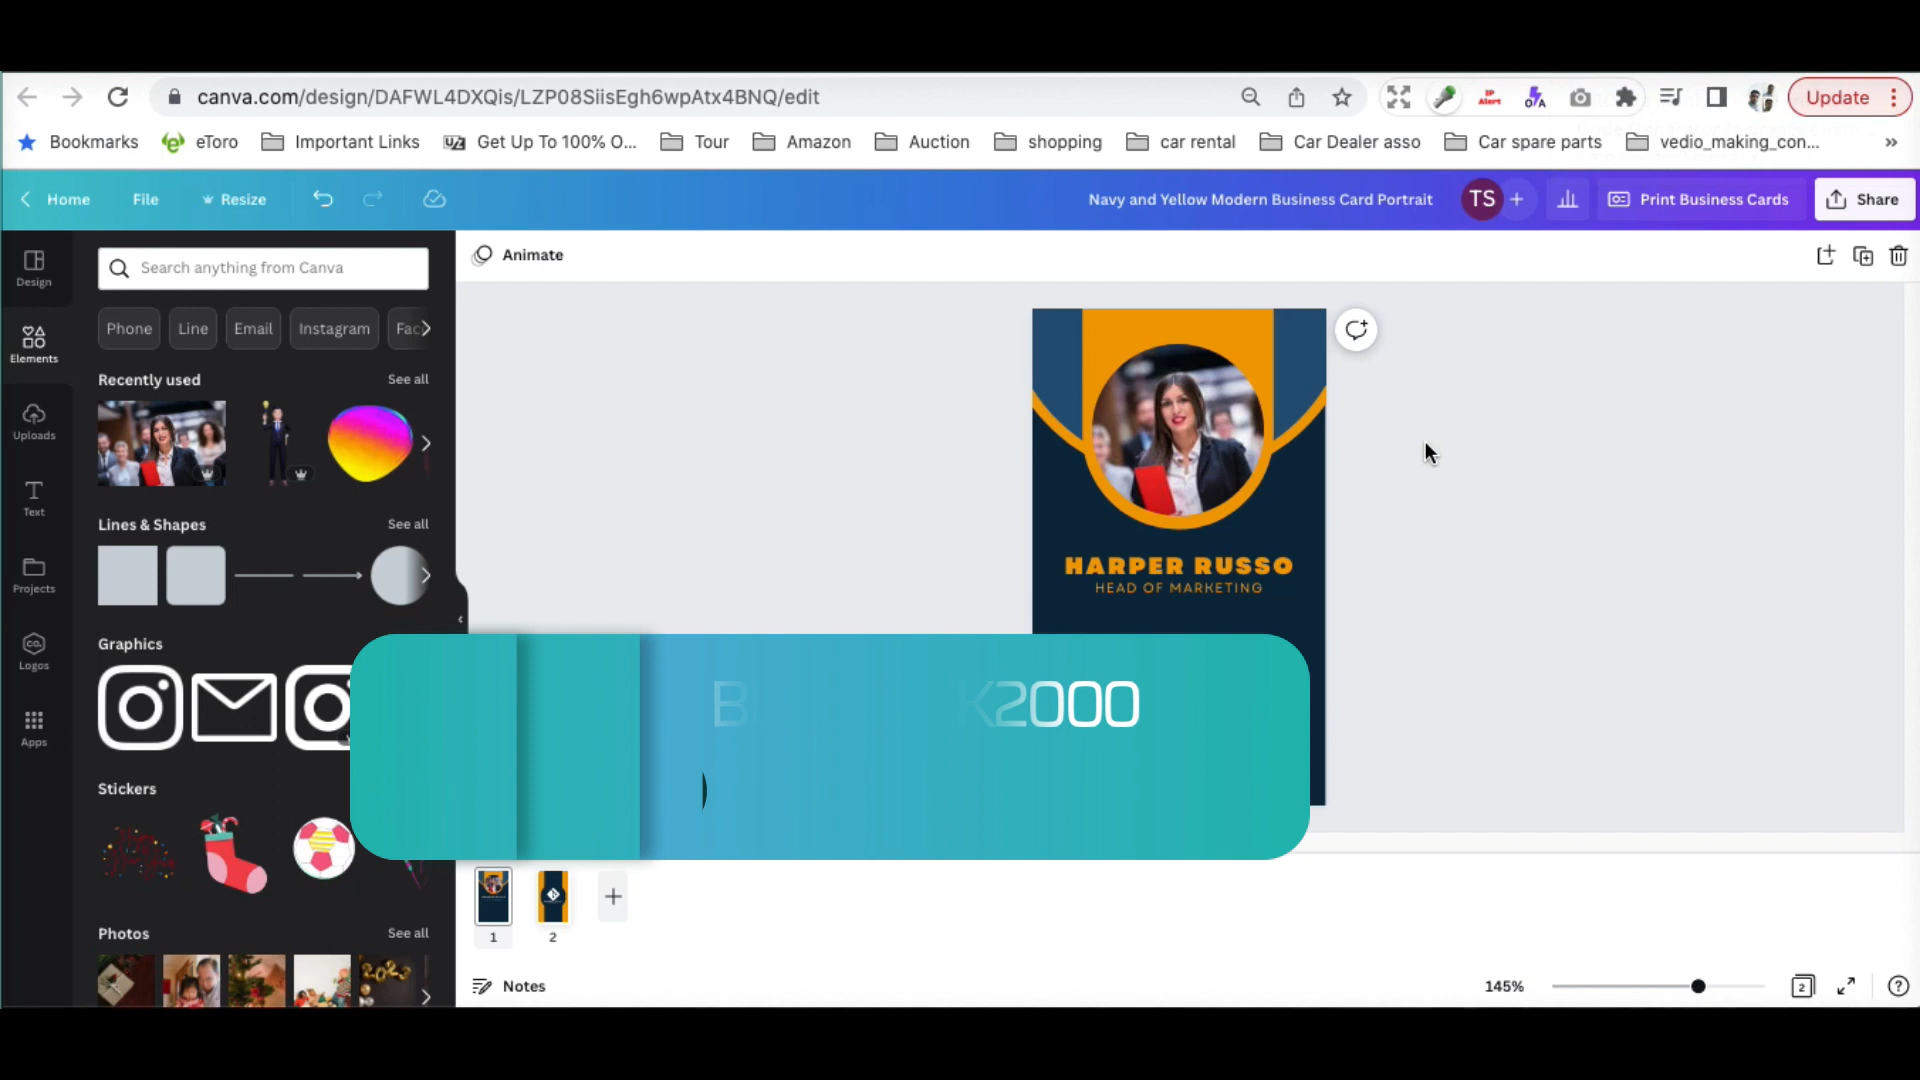 canva.com/design/DAFWL4DXQis/LZP08SiisEgh6wpAtx4BNQ/edit
Update
Bookmarks
eToro
Important Links
Get Up To 100% O...
Tour
Amazon
Auction
shopping
car rental
Car Dealer asso
Car spare parts
vedio_making_con...
Home
File
Resize
Navy and Yellow Modern Business Card Portrait
TS
Print Business Cards
Share
Design
Elements
Uploads
Text
Projects
Logos
Apps
Search anything from Canva
Phone
Line
Email
Instagram
Fac
Recently used
See all
Lines & Shapes
See all
Graphics
Stickers
Photos
See all
Animate
HARPER RUSSO
HEAD OF MARKETING
K2000
1
2
Notes
145%
2